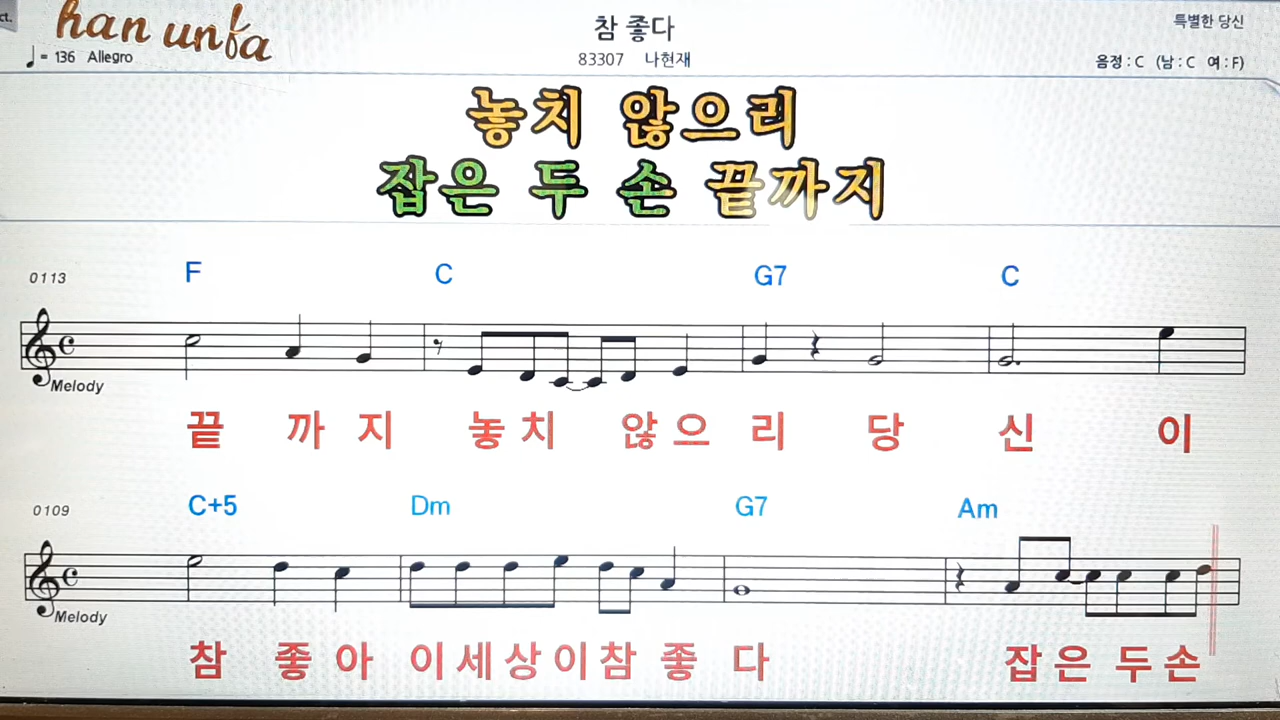 ct.
han unfa
참 좋다
특별한 당신
♩ = 136 Allegro
83307 나현재
음정 : C (남 : C 여 : F)
놓치 않으리
잡은 두 손 끝까지
0113
F C G7 C
Melody
끝 까 지 놓 치 않 으 리 당 신 이
0109
C+5 Dm G7 Am
Melody
참 좋 아 이 세 상 이 참 좋 다 잡 은 두 손